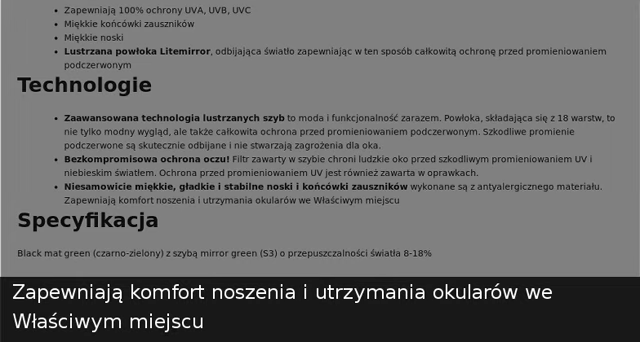 Zapewniają 100% ochrony UVA, UVB, UVC
Miękkie końcówki zauszników
Miękkie noski
Lustrzana powłoka Litemirror, odbijająca światło zapewniając w ten sposób całkowitą ochronę przed promieniowaniem
podczerwonym
Technologie
Zaawansowana technologia lustrzanych szyb to moda i funkcjonalność zarazem. Powłoka, składająca się z 18 warstw, to
nie tylko modny wygląd, ale także całkowita ochrona przed promieniowaniem podczerwonym. Szkodliwe promienie
podczerwone są skutecznie odbijane i nie stwarzają zagrożenia dla oka.
Bezkompromisowa ochrona oczu! Filtr zawarty w szybie chroni ludzkie oko przed szkodliwym promieniowaniem UV i
niebieskim światłem. Ochrona przed promieniowaniem UV jest również zawarta w oprawkach.
Niesamowicie miękkie, gładkie i stabilne noski i końcówki zauszników wykonane są z antyalergicznego materiału.
Zapewniają komfort noszenia i utrzymania okularów we Właściwym miejscu
Specyfikacja
Black mat green (czarno-zielony) z szybą mirror green (S3) o przepuszczalności światła 8-18%
Zapewniają komfort noszenia i utrzymania okularów we
Właściwym miejscu